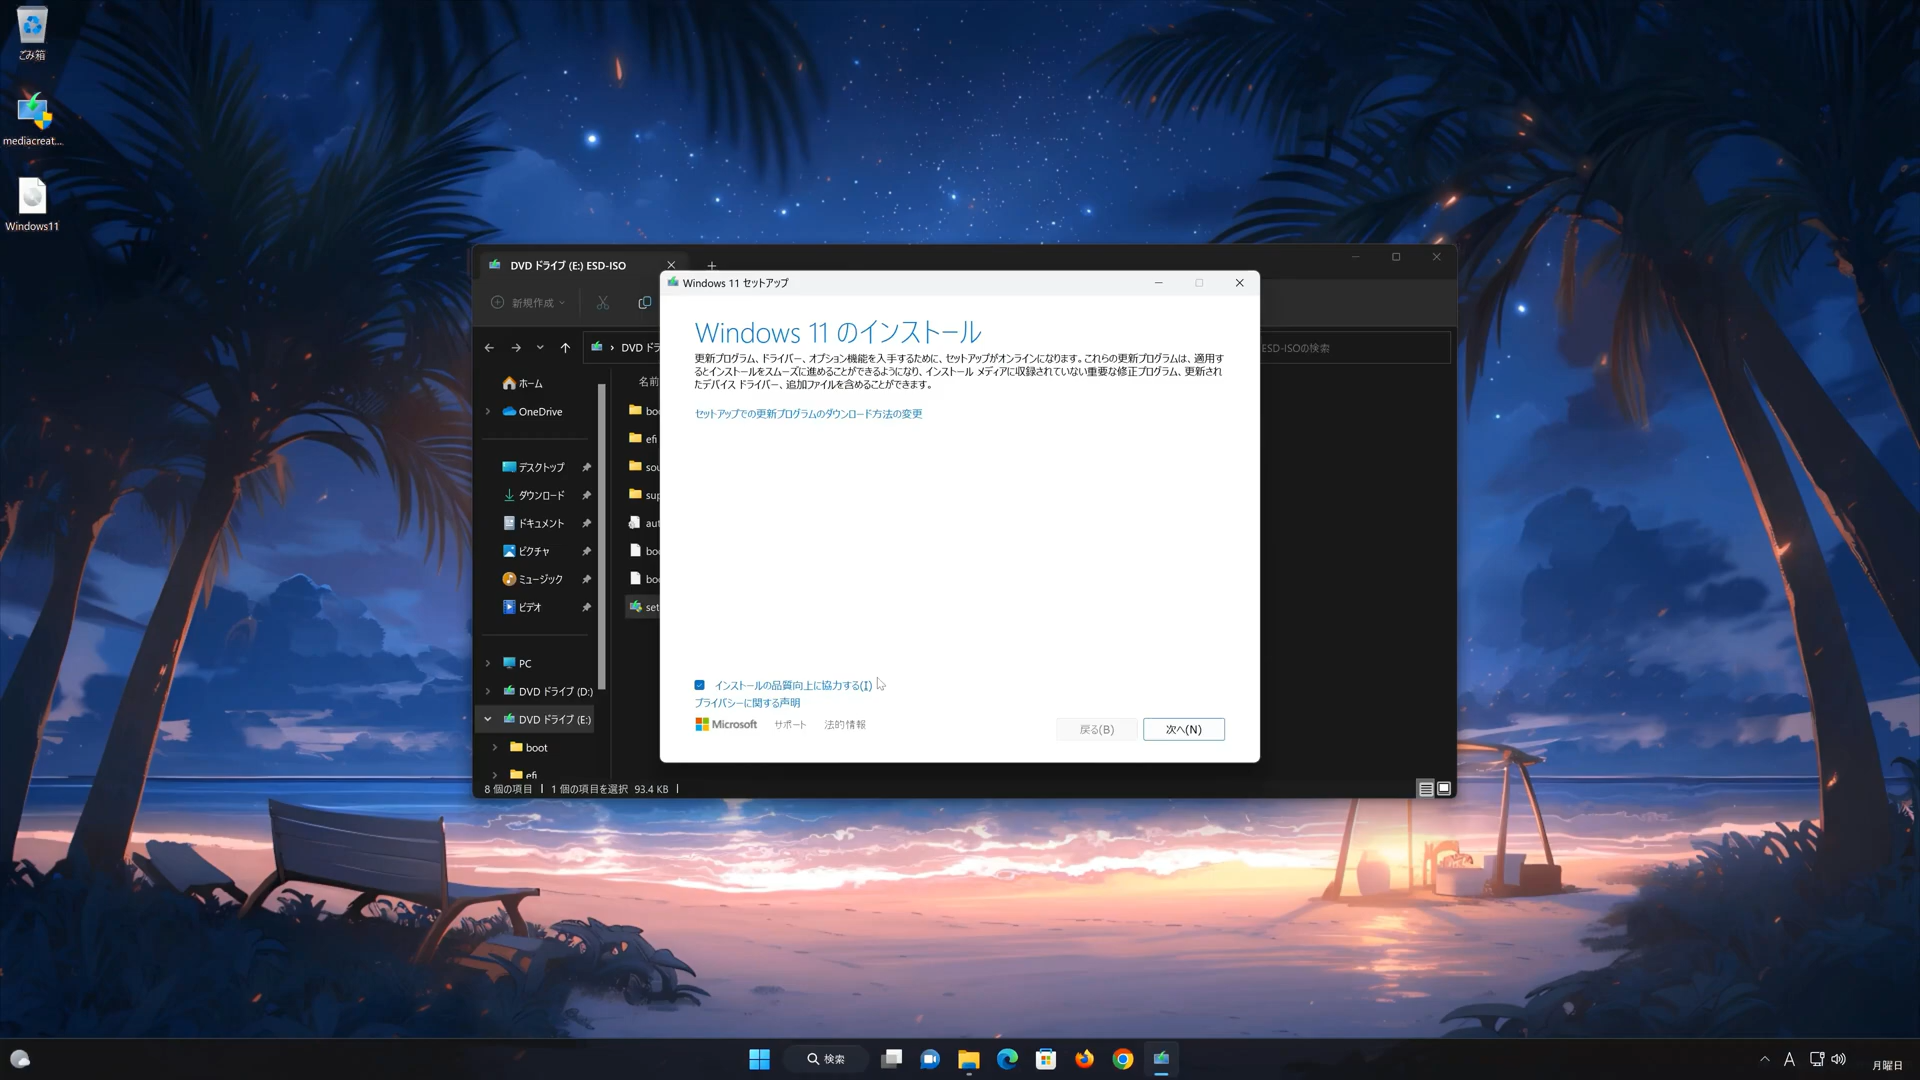 ごみ箱
mediacreat...
Windows11
DVD ドライブ (E:) ESD-ISO
新規作成
DVD ドラ
ESD-ISOの検索
ホーム
OneDrive
デスクトップ
ダウンロード
ドキュメント
ピクチャ
ミュージック
ビデオ
PC
DVD ドライブ (D:)
DVD ドライブ (E:)
boot
efi
名前
boo
efi
sou
sup
aut
boo
boo
set
8 個の項目
1 個の項目を選択 93.4 KB
Windows 11 セットアップ
Windows 11 のインストール
更新プログラム、ドライバー、オプション機能を入手するために、セットアップがオンラインになります。これらの更新プログラムは、適用す
るとインストールをスムーズに進めることができるようになり、インストール メディアに収録されていない重要な修正プログラム、更新され
たデバイス ドライバー、追加ファイルを含めることができます。
セットアップでの更新プログラムのダウンロード方法の変更
インストールの品質向上に協力する(I)
プライバシーに関する声明
Microsoft サポート 法的情報
戻る(B)
次へ(N)
検索
A
月曜日